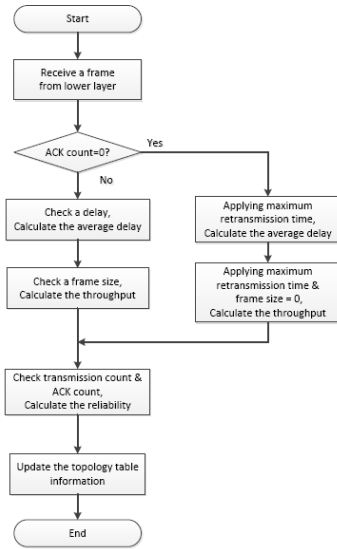 Start
Receive a frame
from lower layer
ACK count=0?
Yes
No
Check a delay,
Calculate the average delay
Applying maximum
retransmission time,
Calculate the average delay
Check a frame size,
Calculate the throughput
Applying maximum
retransmission time &
frame size = 0,
Calculate the throughput
Check transmission count &
ACK count,
Calculate the reliability
Update the topology table
information
End